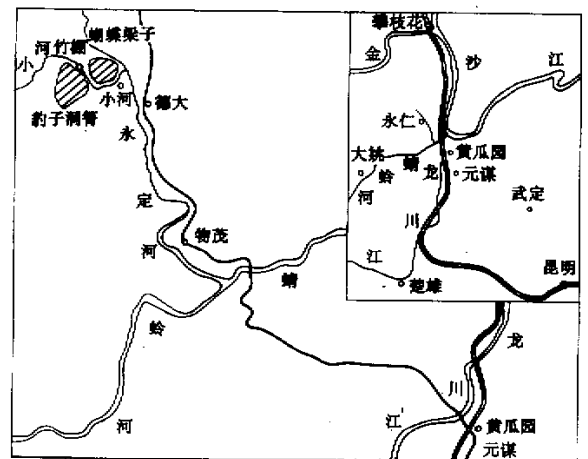 蝴蝶梁子
河竹棚
小
小河
豹子洞箐
德大
永
定
河
物茂
蜻
蛉
河
龙
川
江
黄瓜园
元谋
攀枝花
金
沙
江
永仁
大姚
蜻
蛉
河
龙
川
江
黄瓜园
元谋
武定
昆明
楚雄